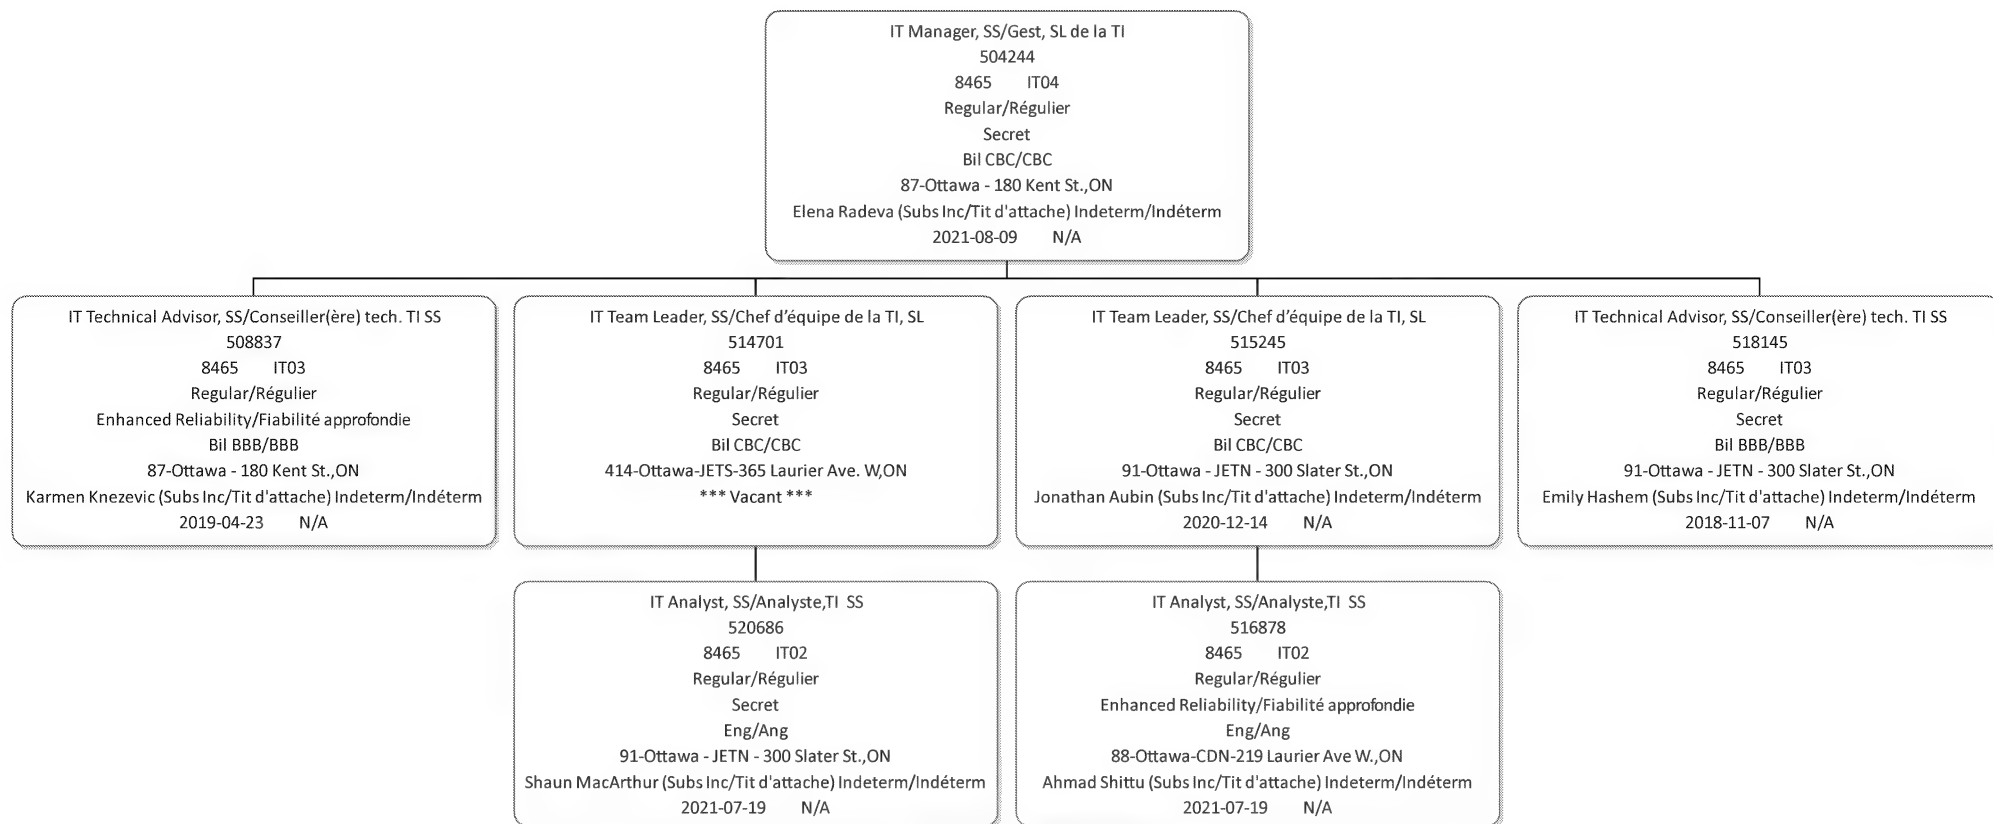 IT Manager, SS/Gest, SL de la TI
504244
8465 IT04
Regular/Régulier
Secret
Bil CBC/CBC
87-Ottawa - 180 Kent St.,ON
Elena Radeva (Subs Inc/Tit d'attache) Indeterm/Indéterm
2021-08-09 N/A
IT Technical Advisor, SS/Conseiller(ère) tech. TI SS
508837
8465 IT03
Regular/Régulier
Enhanced Reliability/Fiabilité approfondie
Bil BBB/BBB
87-Ottawa - 180 Kent St.,ON
Karmen Knezevic (Subs Inc/Tit d'attache) Indeterm/Indéterm
2019-04-23 N/A
IT Team Leader, SS/Chef d’équipe de la TI, SL
514701
8465 IT03
Regular/Régulier
Secret
Bil CBC/CBC
414-Ottawa-JETS-365 Laurier Ave. W,ON
*** Vacant ***
IT Team Leader, SS/Chef d’équipe de la TI, SL
515245
8465 IT03
Regular/Régulier
Secret
Bil CBC/CBC
91-Ottawa - JETN - 300 Slater St.,ON
Jonathan Aubin (Subs Inc/Tit d'attache) Indeterm/Indéterm
2020-12-14 N/A
IT Technical Advisor, SS/Conseiller(ère) tech. TI SS
518145
8465 IT03
Regular/Régulier
Secret
Bil BBB/BBB
91-Ottawa - JETN - 300 Slater St.,ON
Emily Hashem (Subs Inc/Tit d'attache) Indeterm/Indéterm
2018-11-07 N/A
IT Analyst, SS/Analyste,TI SS
520686
8465 IT02
Regular/Régulier
Secret
Eng/Ang
91-Ottawa - JETN - 300 Slater St.,ON
Shaun MacArthur (Subs Inc/Tit d'attache) Indeterm/Indéterm
2021-07-19 N/A
IT Analyst, SS/Analyste,TI SS
516878
8465 IT02
Regular/Régulier
Enhanced Reliability/Fiabilité approfondie
Eng/Ang
88-Ottawa-CDN-219 Laurier Ave W.,ON
Ahmad Shittu (Subs Inc/Tit d'attache) Indeterm/Indéterm
2021-07-19 N/A